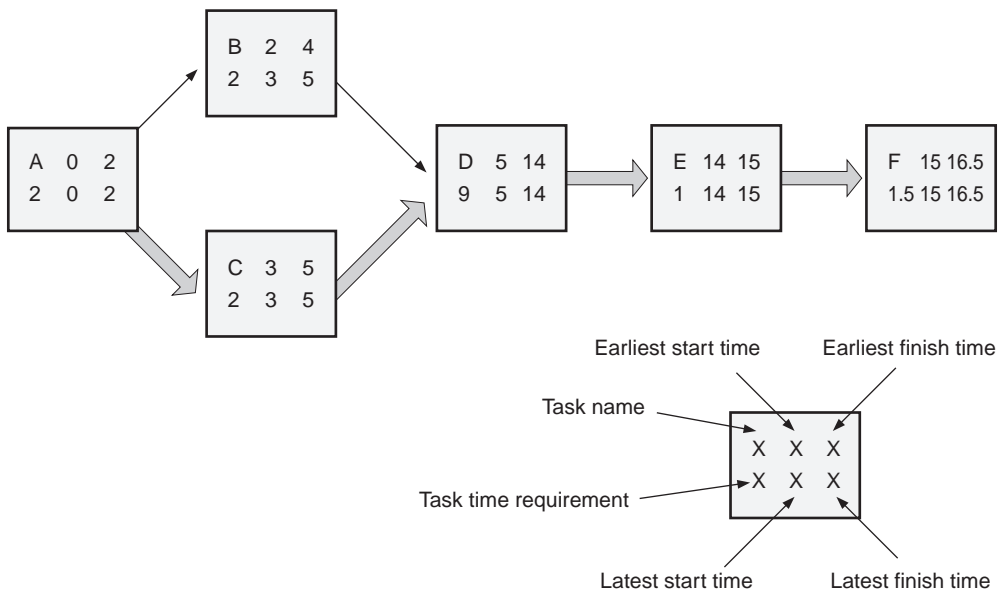 B 2 4
2 3 5
A 0 2
2 0 2
D 5 14
9 5 14
E 14 15
1 14 15
F 15 16.5
1.5 15 16.5
C 3 5
2 3 5
Earliest start time
Earliest finish time
Task name
X X X
X X X
Task time requirement
Latest start time
Latest finish time